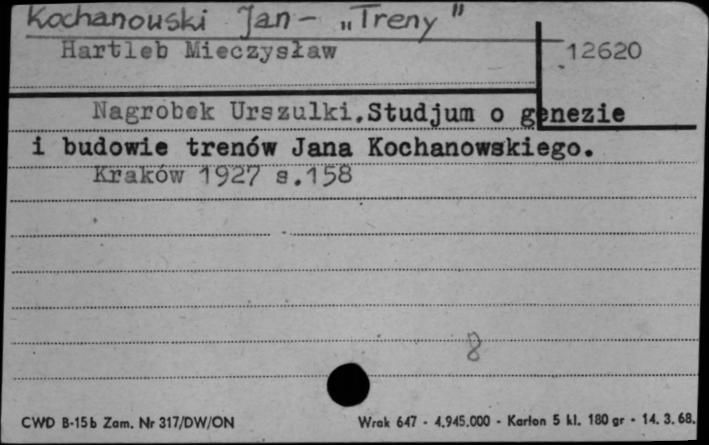 Kochanowski Jan - „Treny"
Hartleb Mieczysław
12620
Nagrobek Urszulki.Studjum o genezie
i budowie trenów Jana Kochanowskiego.
Kraków 1927 s.158
8
CWD B-15b Zam. Nr 317/DW/ON
Wrak 647 - 4.945.000 - Karton 5 kl. 180 gr - 14. 3. 68.